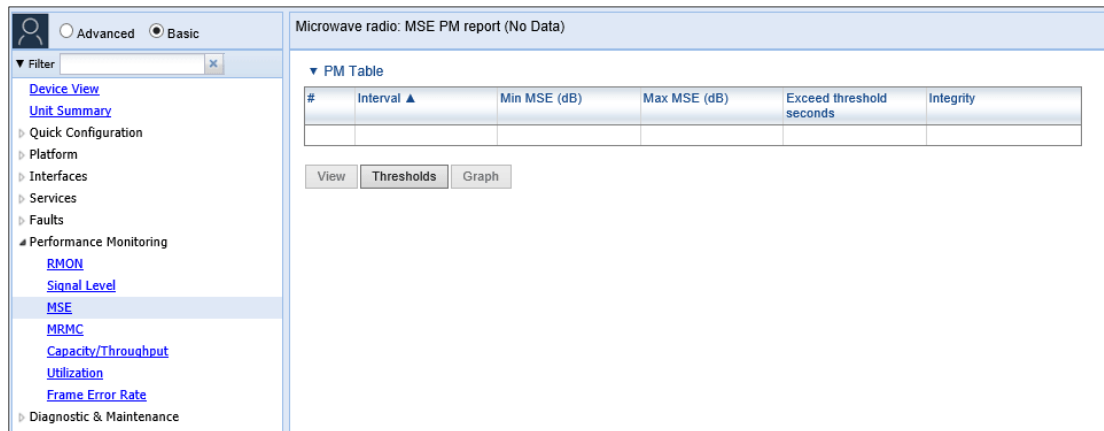 Advanced Basic
Filter
Device View
Unit Summary
Quick Configuration
Platform
Interfaces
Services
Faults
Performance Monitoring
RMON
Signal Level
MSE
MRMC
Capacity/Throughput
Utilization
Frame Error Rate
Diagnostic & Maintenance
Microwave radio: MSE PM report (No Data)
▼ PM Table
# Interval ▲ Min MSE (dB) Max MSE (dB) Exceed threshold seconds Integrity
View Thresholds Graph